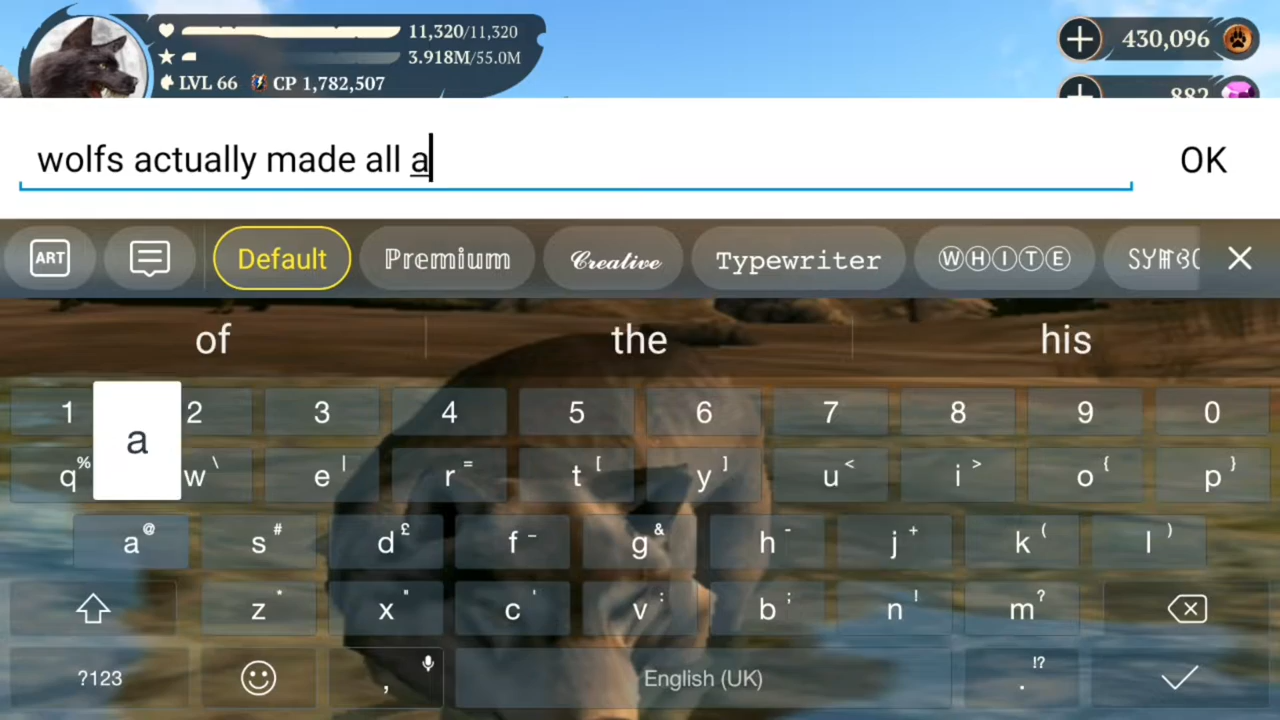 11,320/11,320
3.918M/55.0M
LVL 66 CP 1,782,507
430,096
882
wolfs actually made all a
OK
ART Default ℙ𝕣𝕖𝕞𝕚𝕦𝕞 𝒞𝓇𝑒𝒶𝓉𝒾𝓋𝑒 Typewriter ⓌⒽⒾⓉⒺ
of the his
1 2 3 4 5 6 7 8 9 0
a
q% w\ e| r= t[ y] u< i> o{ p}
a@ s# d£ f– g& h- j+ k( l)
z* x" c' v: b; n! m?
?123 , English (UK) . !?